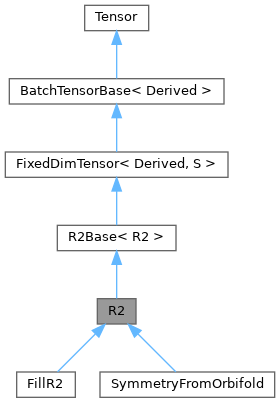 Tensor
BatchTensorBase< Derived >
FixedDimTensor< Derived, S >
R2Base< R2 >
R2
FillR2
SymmetryFromOrbifold